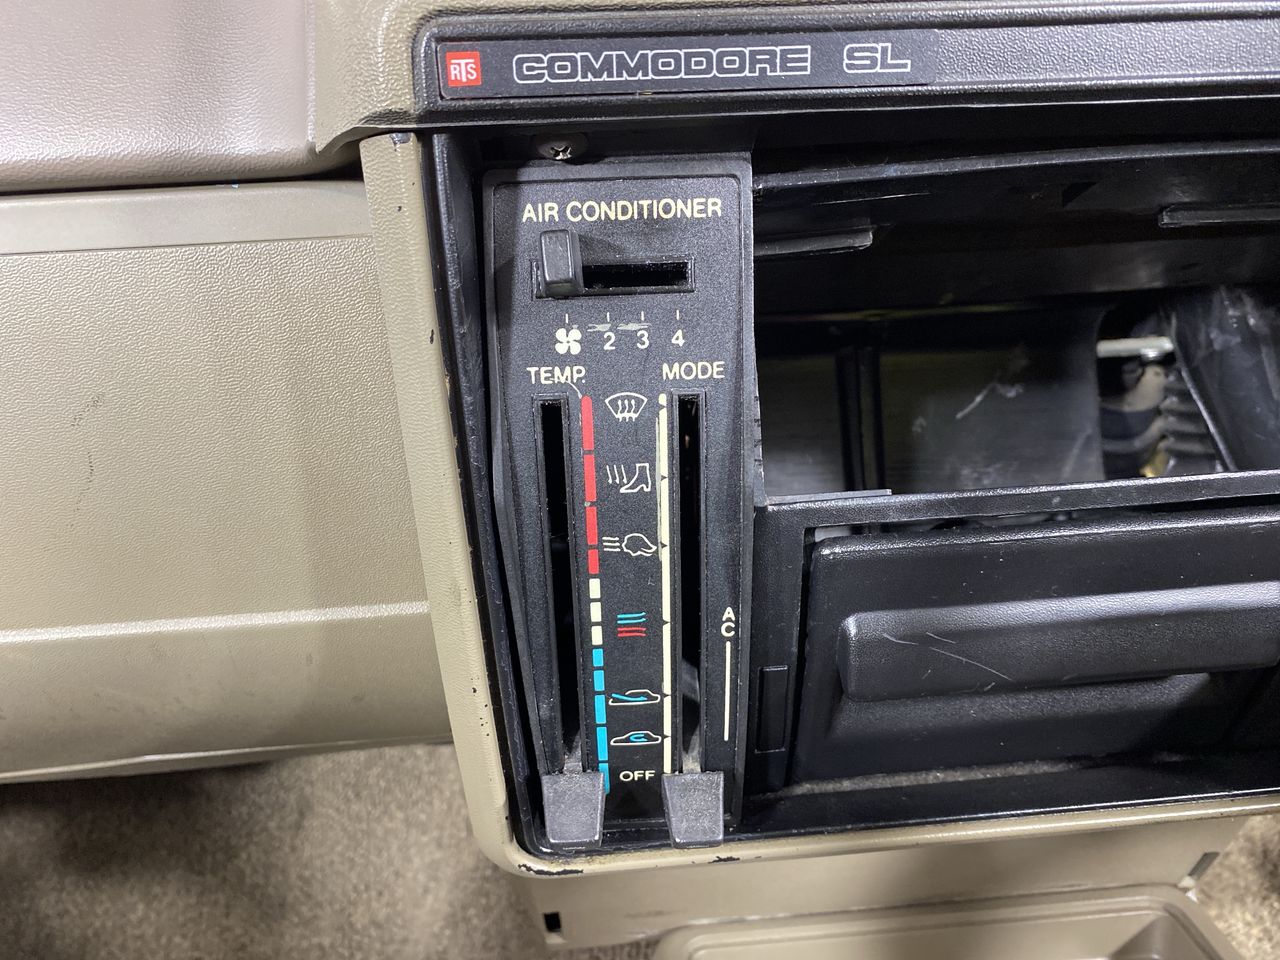 RTS COMMODORE SL
AIR CONDITIONER
2 3 4
TEMP. MODE
AC
OFF